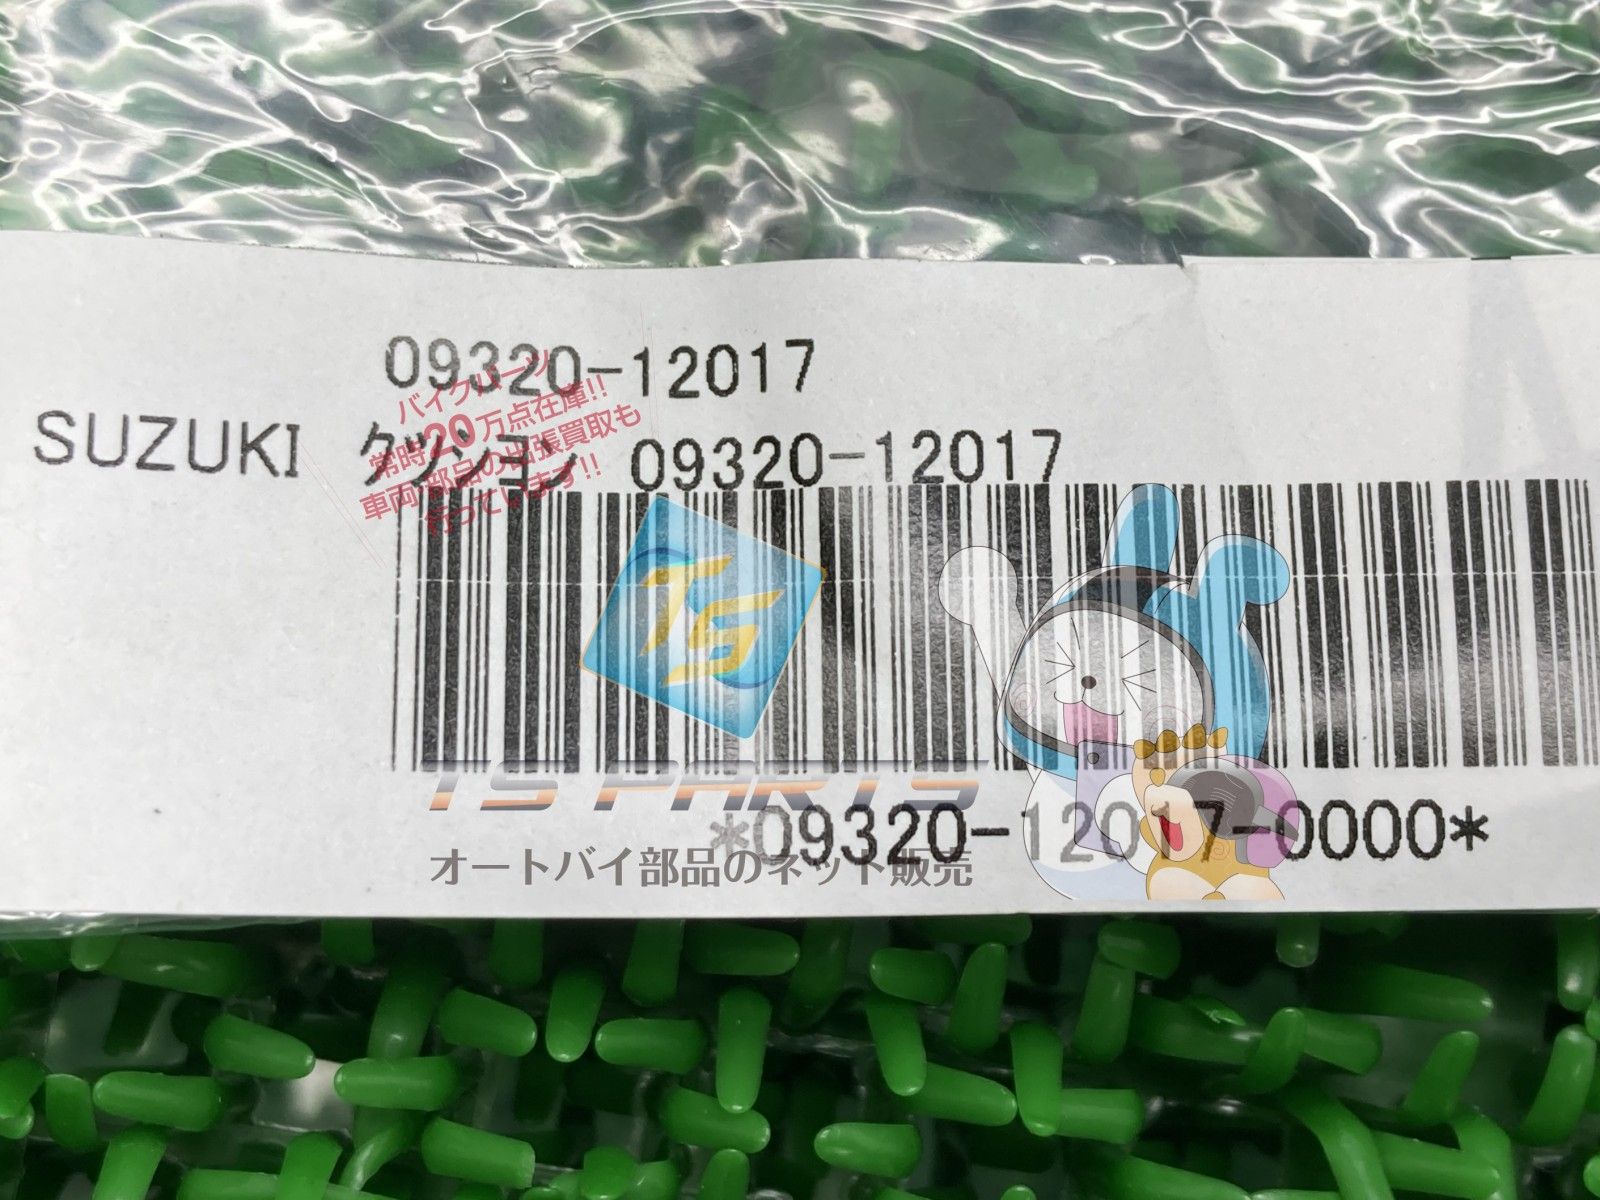 09320-12017
SUZUKI クツシヨン 09320-12017
バイクパーツ
常時20万点在庫!!
車両・部品の出張買取も
行っています!!
TS
TS PARTS
*09320-12017-0000*
オートバイ部品のネット販売